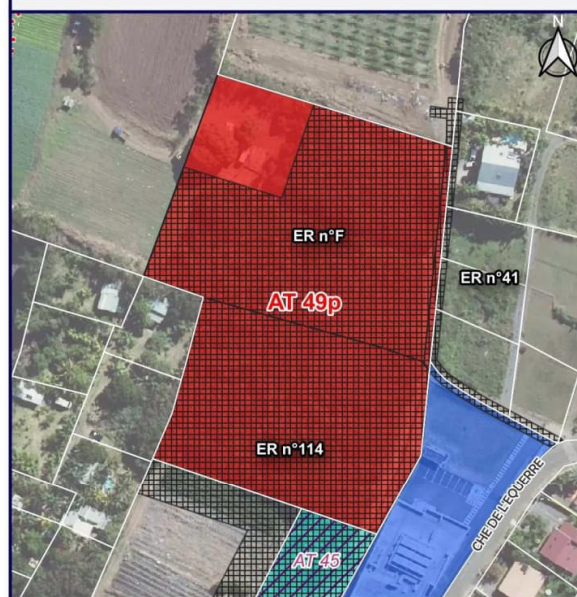 N
ER n°F
ER n°41
AT 49p
ER n°114
CHE DE L'EQUERRE
AT 45